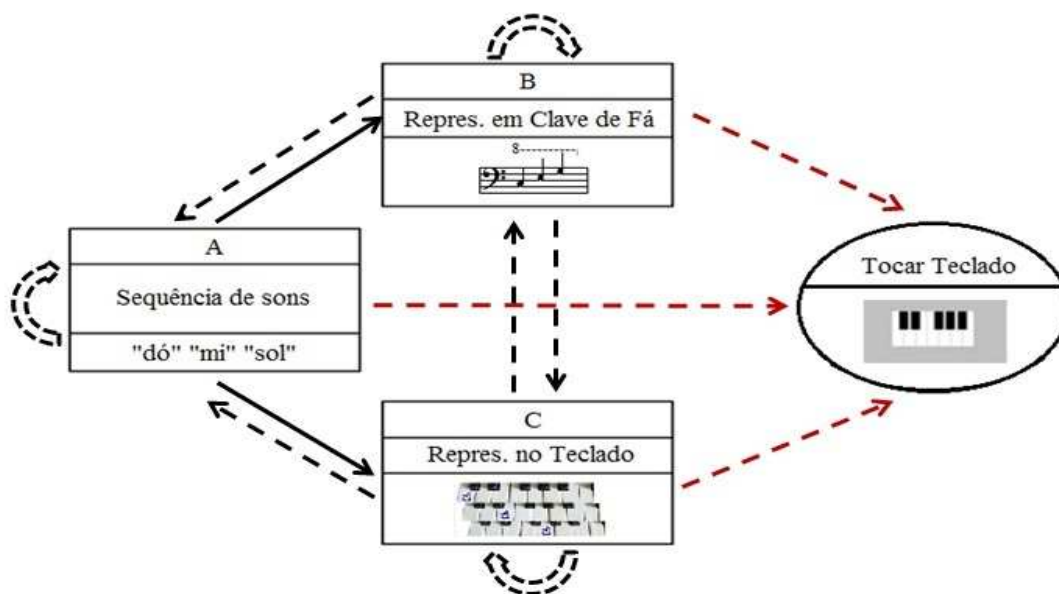 B
Repres. em Clave de Fá
8
A
Sequência de sons
"dó" "mi" "sol"
Tocar Teclado
C
Repres. no Teclado